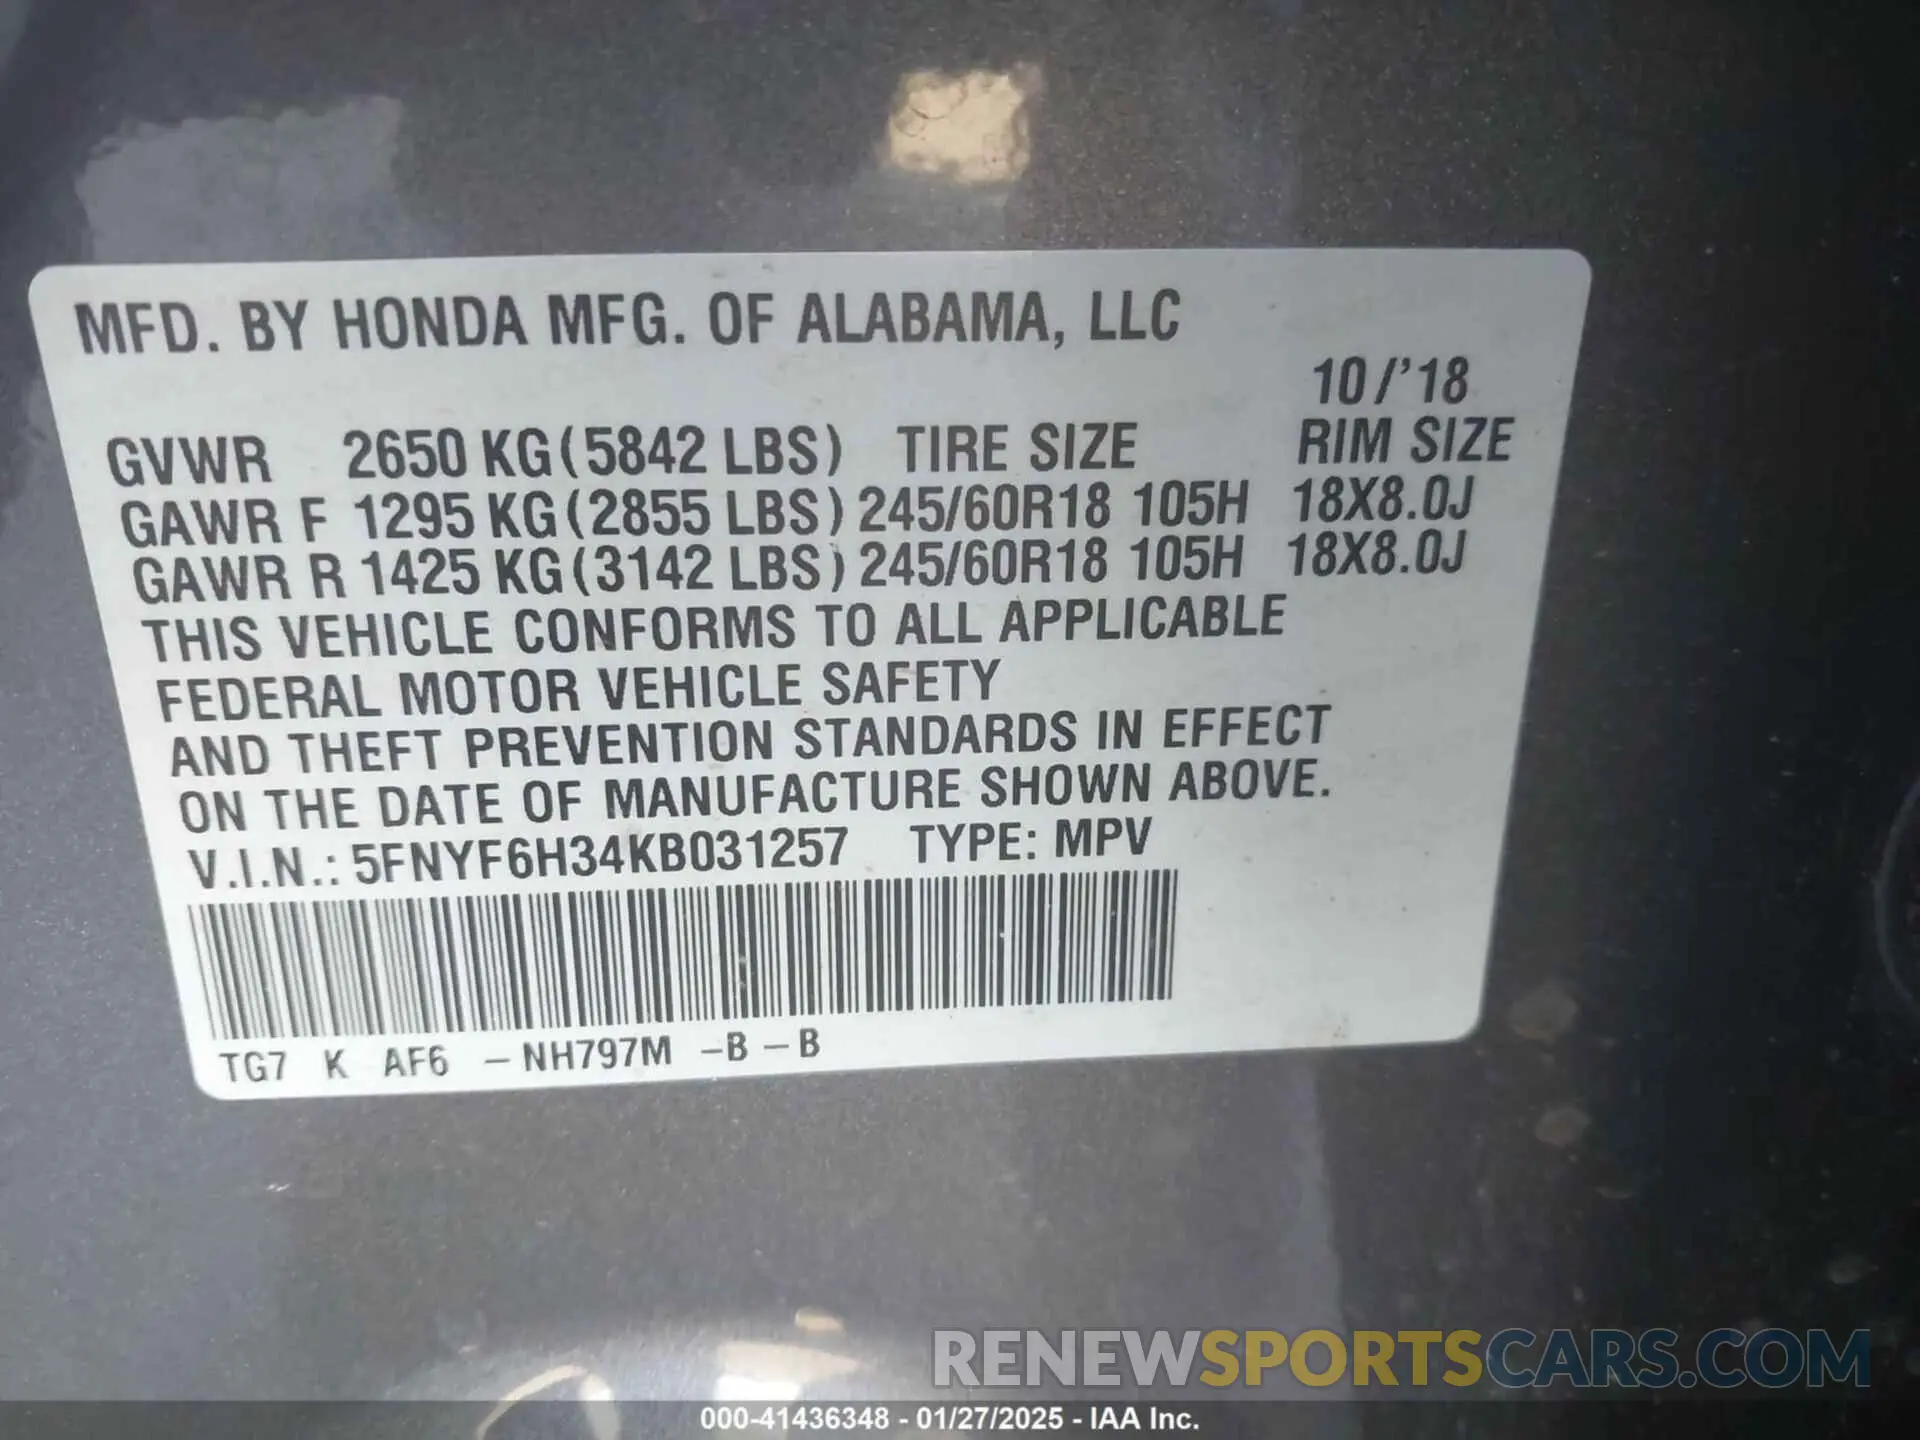 MFD. BY HONDA MFG. OF ALABAMA, LLC
10/'18
GVWR 2650 KG(5842 LBS) TIRE SIZE RIM SIZE
GAWR F 1295 KG(2855 LBS) 245/60R18 105H 18X8.0J
GAWR R 1425 KG(3142 LBS) 245/60R18 105H 18X8.0J
THIS VEHICLE CONFORMS TO ALL APPLICABLE
FEDERAL MOTOR VEHICLE SAFETY
AND THEFT PREVENTION STANDARDS IN EFFECT
ON THE DATE OF MANUFACTURE SHOWN ABOVE.
V.I.N.: 5FNYF6H34KB031257 TYPE: MPV
TG7 K AF6 -NH797M -B-B
RENEWSPORTSCARS.COM
000-41436348 - 01/27/2025 - IAA Inc.